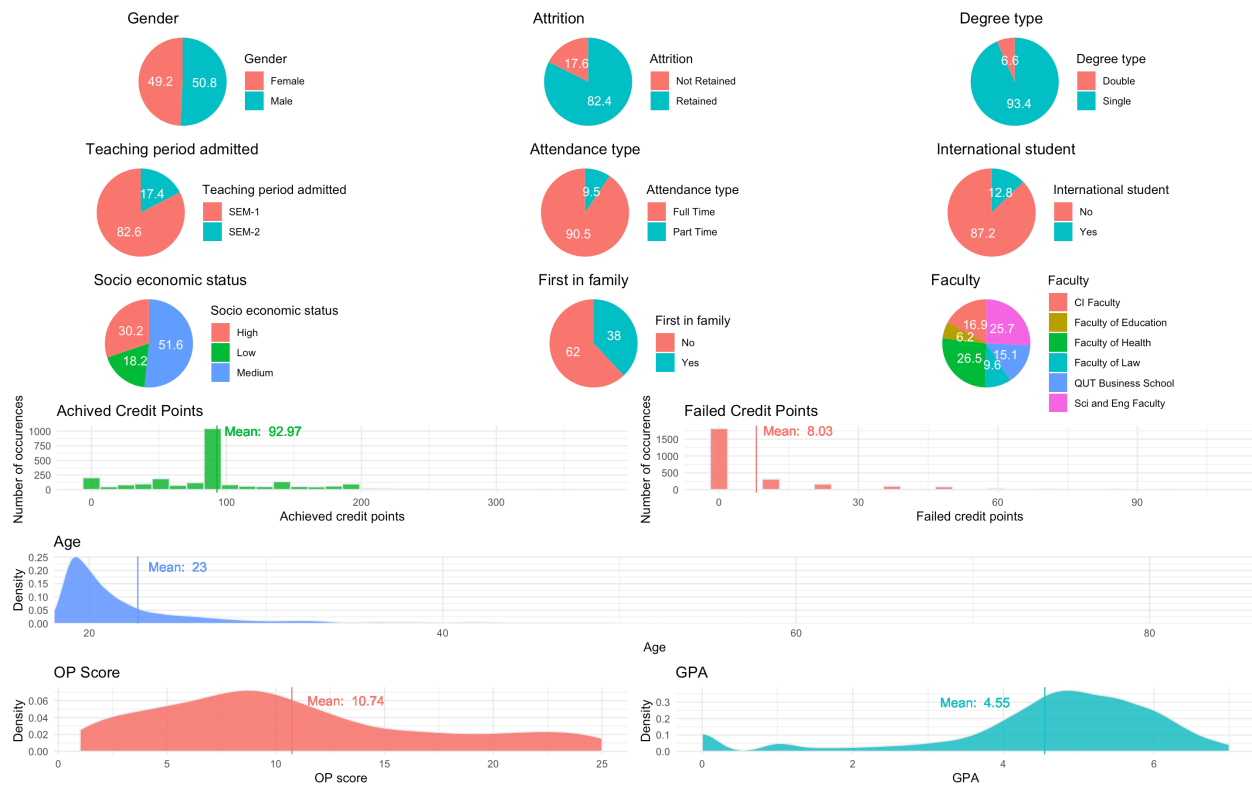 Gender
Attrition
Degree type
Gender
Female
Male
49.2
50.8
Attrition
Not Retained
Retained
17.6
82.4
Degree type
Double
Single
6.6
93.4
Teaching period admitted
Attendance type
International student
Teaching period admitted
SEM-1
SEM-2
17.4
82.6
Attendance type
Full Time
Part Time
9.5
90.5
International student
No
Yes
12.8
87.2
Socio economic status
First in family
Faculty
Socio economic status
High
Low
Medium
30.2
51.6
18.2
First in family
No
Yes
38
62
Faculty
CI Faculty
Faculty of Education
Faculty of Health
Faculty of Law
QUT Business School
Sci and Eng Faculty
16.9
25.7
6.2
26.5
15.1
9.6
Achived Credit Points
Number of occurences
1000
750
500
250
0
Mean: 92.97
0 100 200 300
Achieved credit points
Failed Credit Points
Number of occurences
1500
1000
500
0
Mean: 8.03
0 30 60 90
Failed credit points
Age
Density
0.25
0.20
0.15
0.10
0.05
0.00
Mean: 23
20 40 60 80
Age
OP Score
Density
0.06
0.04
0.02
0.00
Mean: 10.74
0 5 10 15 20 25
OP score
GPA
Density
0.3
0.2
0.1
0.0
Mean: 4.55
0 2 4 6
GPA